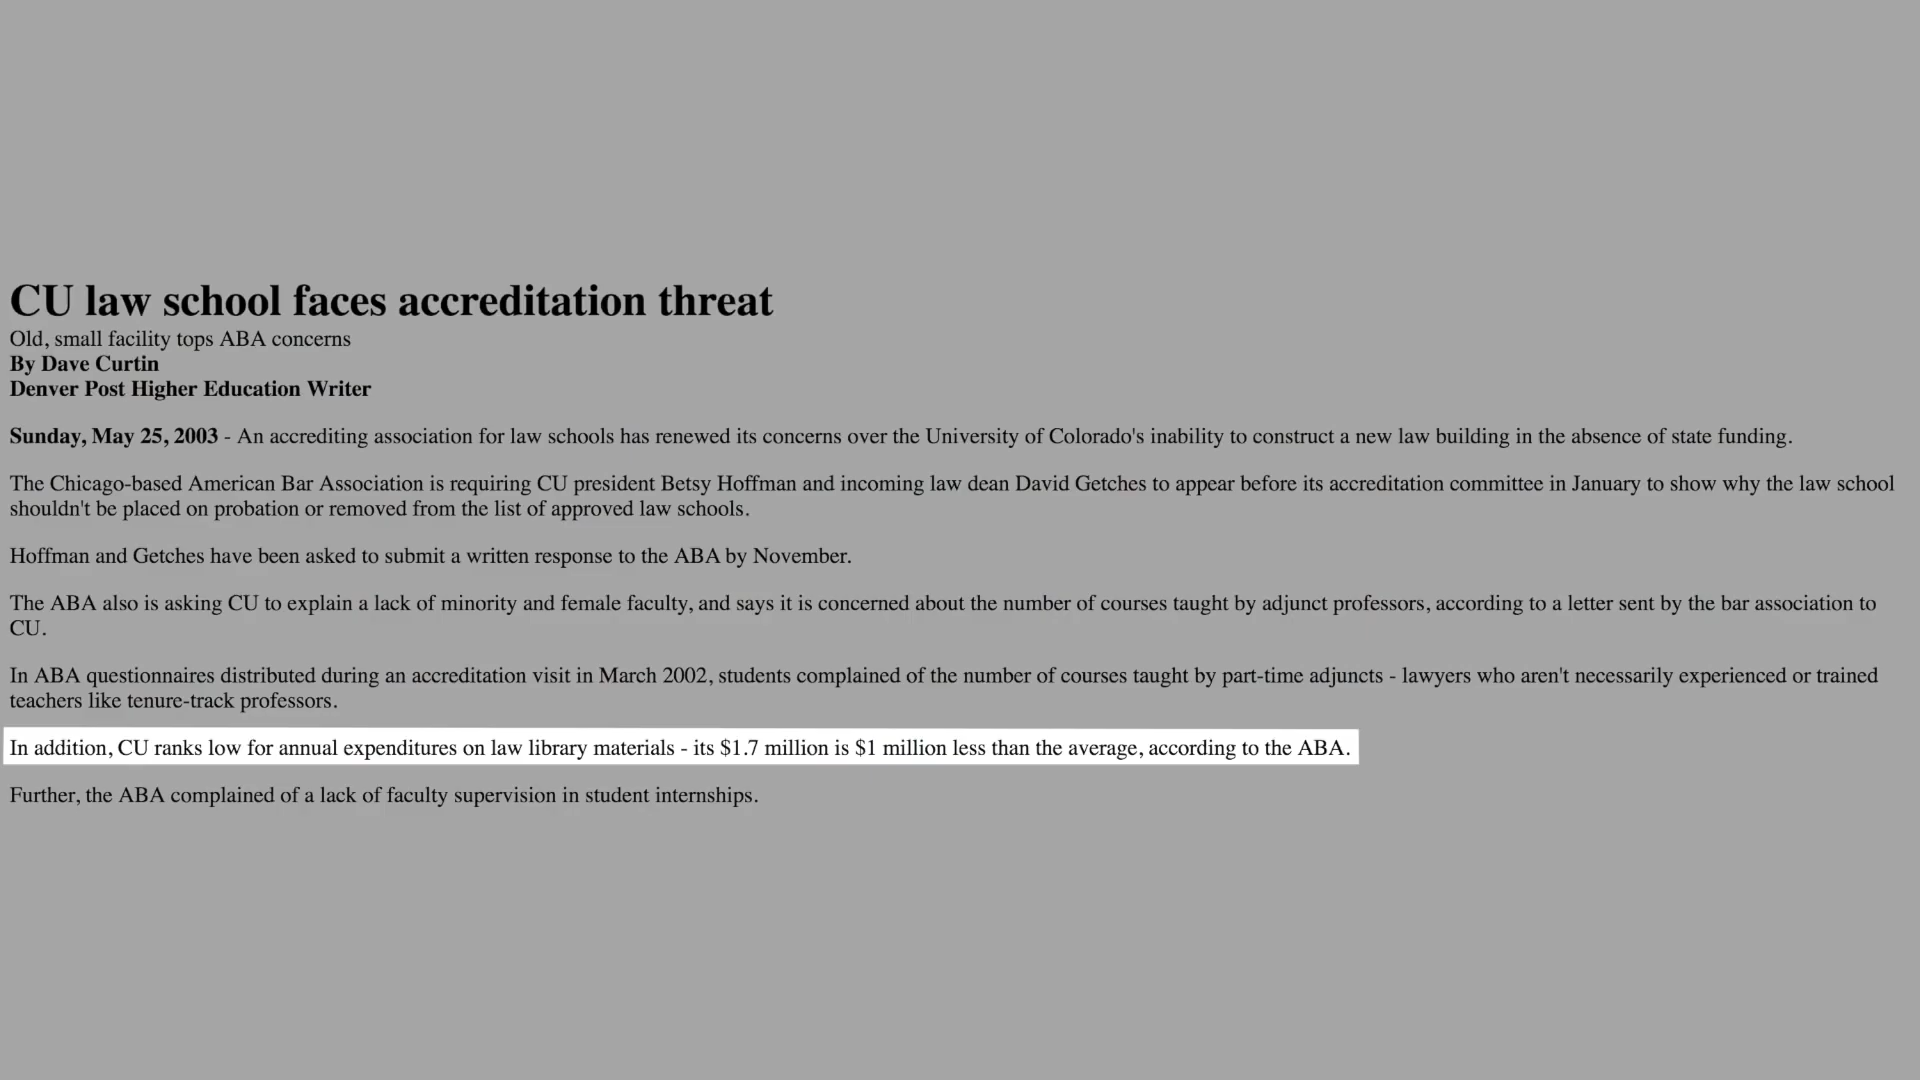 CU law school faces accreditation threat
Old, small facility tops ABA concerns
By Dave Curtin
Denver Post Higher Education Writer
Sunday, May 25, 2003 - An accrediting association for law schools has renewed its concerns over the University of Colorado's inability to construct a new law building in the absence of state funding.
The Chicago-based American Bar Association is requiring CU president Betsy Hoffman and incoming law dean David Getches to appear before its accreditation committee in January to show why the law school
shouldn't be placed on probation or removed from the list of approved law schools.
Hoffman and Getches have been asked to submit a written response to the ABA by November.
The ABA also is asking CU to explain a lack of minority and female faculty, and says it is concerned about the number of courses taught by adjunct professors, according to a letter sent by the bar association to
CU.
In ABA questionnaires distributed during an accreditation visit in March 2002, students complained of the number of courses taught by part-time adjuncts - lawyers who aren't necessarily experienced or trained
teachers like tenure-track professors.
In addition, CU ranks low for annual expenditures on law library materials - its $1.7 million is $1 million less than the average, according to the ABA.
Further, the ABA complained of a lack of faculty supervision in student internships.